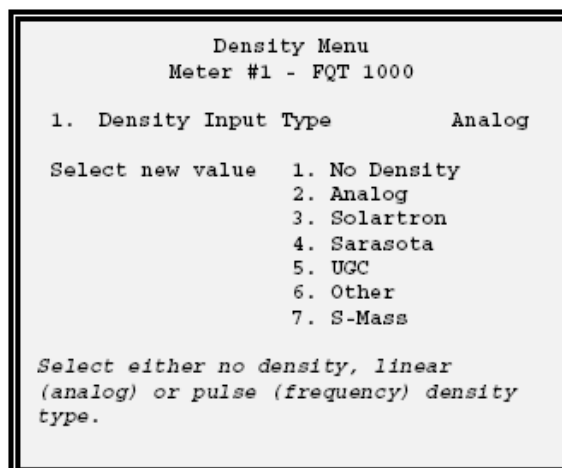 Density Menu
Meter #1 - FQT 1000
1. Density Input Type Analog
Select new value 1. No Density
2. Analog
3. Solartron
4. Sarasota
5. UGC
6. Other
7. S-Mass
Select either no density, linear
(analog) or pulse (frequency) density
type.